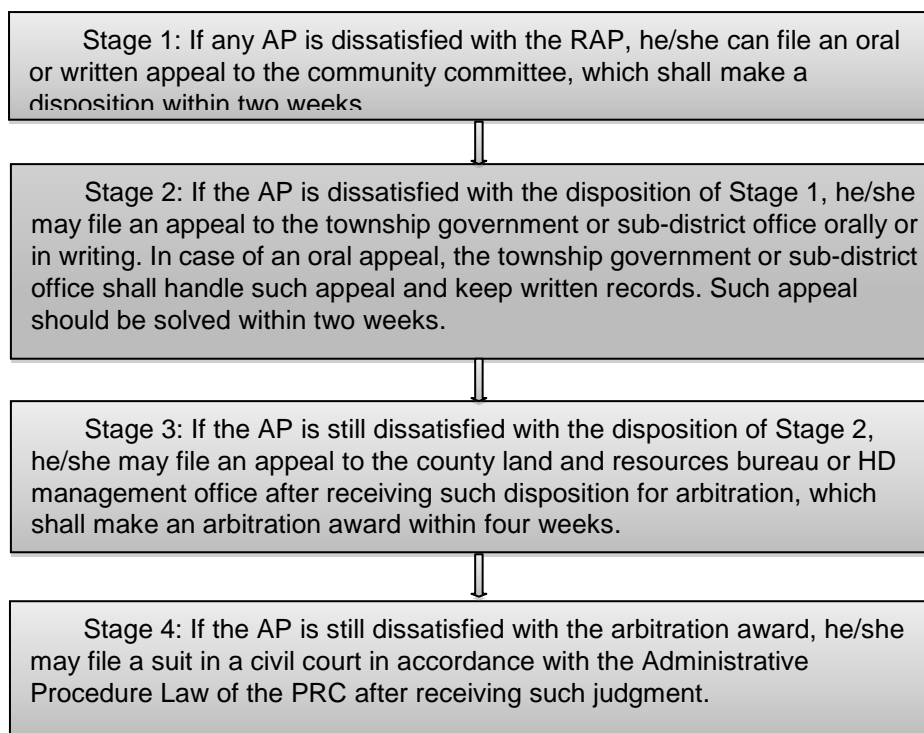 Stage 1: If any AP is dissatisfied with the RAP, he/she can file an oral
or written appeal to the community committee, which shall make a
disposition within two weeks
Stage 2: If the AP is dissatisfied with the disposition of Stage 1, he/she
may file an appeal to the township government or sub-district office orally or
in writing. In case of an oral appeal, the township government or sub-district
office shall handle such appeal and keep written records. Such appeal
should be solved within two weeks.
Stage 3: If the AP is still dissatisfied with the disposition of Stage 2,
he/she may file an appeal to the county land and resources bureau or HD
management office after receiving such disposition for arbitration, which
shall make an arbitration award within four weeks.
Stage 4: If the AP is still dissatisfied with the arbitration award, he/she
may file a suit in a civil court in accordance with the Administrative
Procedure Law of the PRC after receiving such judgment.